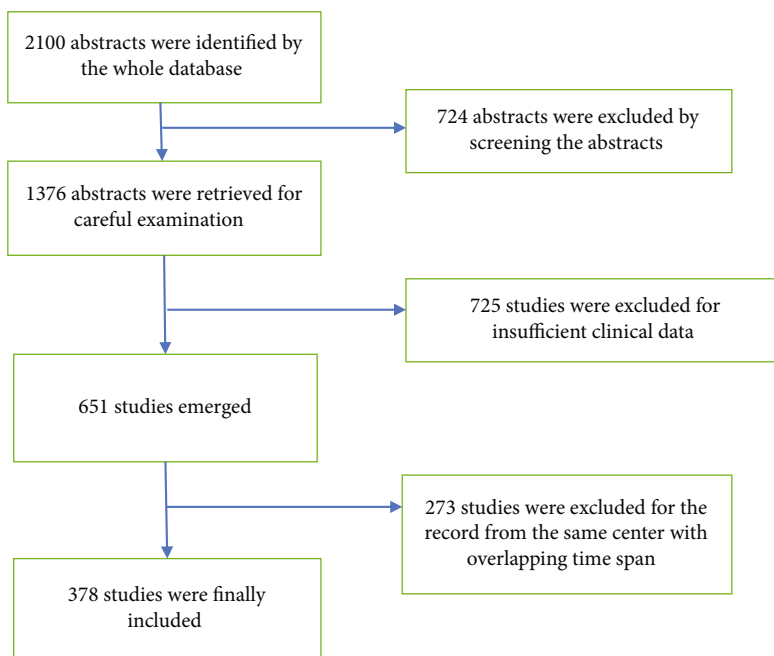 2100 abstracts were identified by
the whole database
724 abstracts were excluded by
screening the abstracts
1376 abstracts were retrieved for
careful examination
725 studies were excluded for
insufficient clinical data
651 studies emerged
273 studies were excluded for the
record from the same center with
overlapping time span
378 studies were finally
included